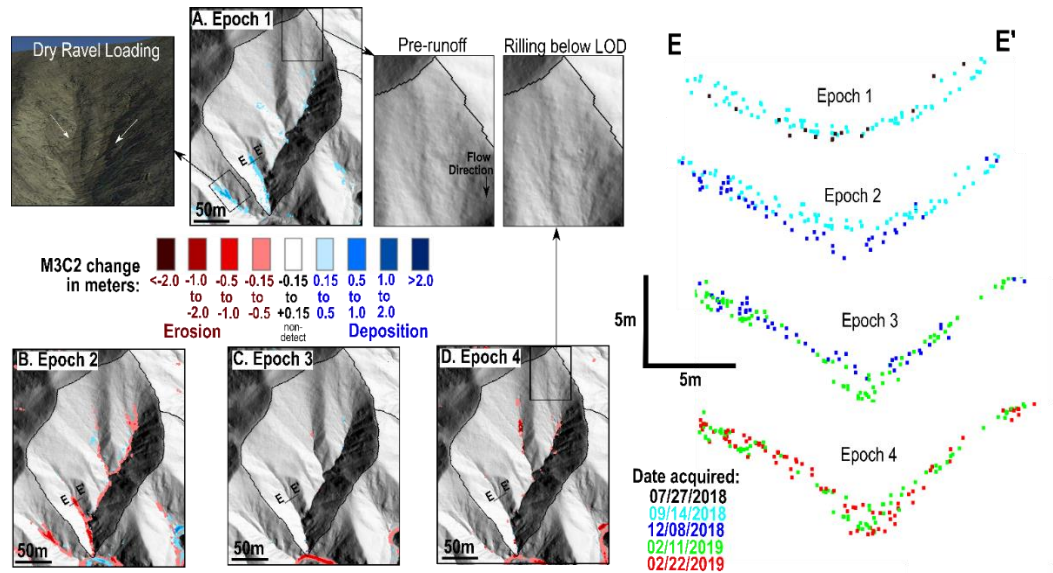 Dry Ravel Loading
A. Epoch 1
E
E'
50m
Pre-runoff
Flow
Direction
Rilling below LOD
M3C2 change
in meters:
<-2.0
-1.0
to
-2.0
-0.5
to
-1.0
-0.15
to
-0.5
-0.15
to
+0.15
non-
detect
0.15
to
0.5
0.5
to
1.0
1.0
to
2.0
>2.0
Erosion
Deposition
B. Epoch 2
E
E'
50m
C. Epoch 3
E
E'
50m
D. Epoch 4
50m
E
E'
Epoch 1
Epoch 2
Epoch 3
Epoch 4
5m
5m
Date acquired:
07/27/2018
09/14/2018
12/08/2018
02/11/2019
02/22/2019